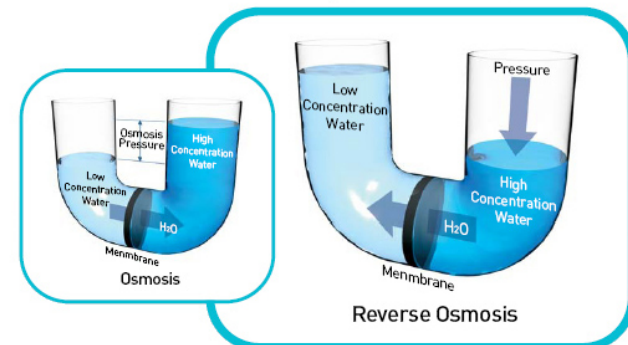 Osmosis
Pressure
High
Concentration
Water
Low
Concentration
Water
H₂O
Menmbrane
Osmosis
Low
Concentration
Water
Pressure
High
Concentration
Water
H₂O
Menmbrane
Reverse Osmosis